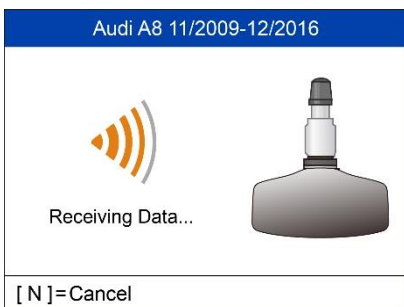 Audi A8 11/2009-12/2016
Receiving Data...
[ N ]=Cancel